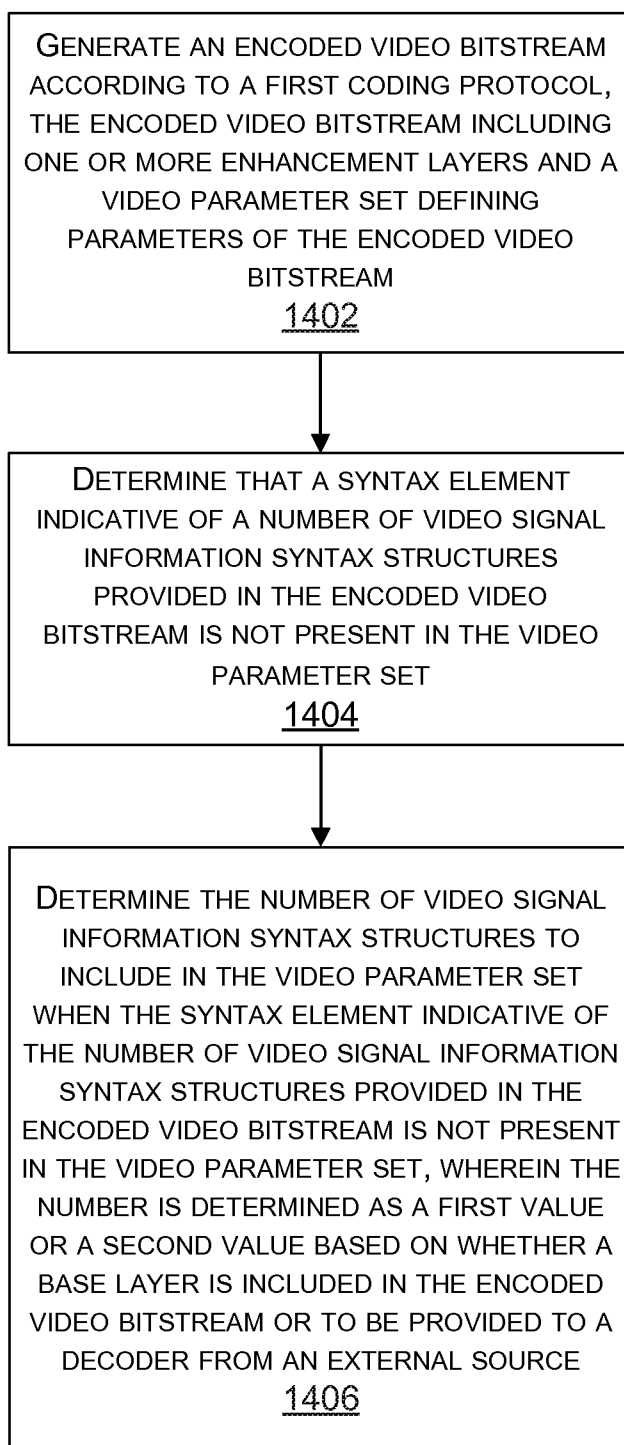 GENERATE AN ENCODED VIDEO BITSTREAM
ACCORDING TO A FIRST CODING PROTOCOL,
THE ENCODED VIDEO BITSTREAM INCLUDING
ONE OR MORE ENHANCEMENT LAYERS AND A
VIDEO PARAMETER SET DEFINING
PARAMETERS OF THE ENCODED VIDEO
BITSTREAM
1402
DETERMINE THAT A SYNTAX ELEMENT
INDICATIVE OF A NUMBER OF VIDEO SIGNAL
INFORMATION SYNTAX STRUCTURES
PROVIDED IN THE ENCODED VIDEO
BITSTREAM IS NOT PRESENT IN THE VIDEO
PARAMETER SET
1404
DETERMINE THE NUMBER OF VIDEO SIGNAL
INFORMATION SYNTAX STRUCTURES TO
INCLUDE IN THE VIDEO PARAMETER SET
WHEN THE SYNTAX ELEMENT INDICATIVE OF
THE NUMBER OF VIDEO SIGNAL INFORMATION
SYNTAX STRUCTURES PROVIDED IN THE
ENCODED VIDEO BITSTREAM IS NOT PRESENT
IN THE VIDEO PARAMETER SET, WHEREIN THE
NUMBER IS DETERMINED AS A FIRST VALUE
OR A SECOND VALUE BASED ON WHETHER A
BASE LAYER IS INCLUDED IN THE ENCODED
VIDEO BITSTREAM OR TO BE PROVIDED TO A
DECODER FROM AN EXTERNAL SOURCE
1406